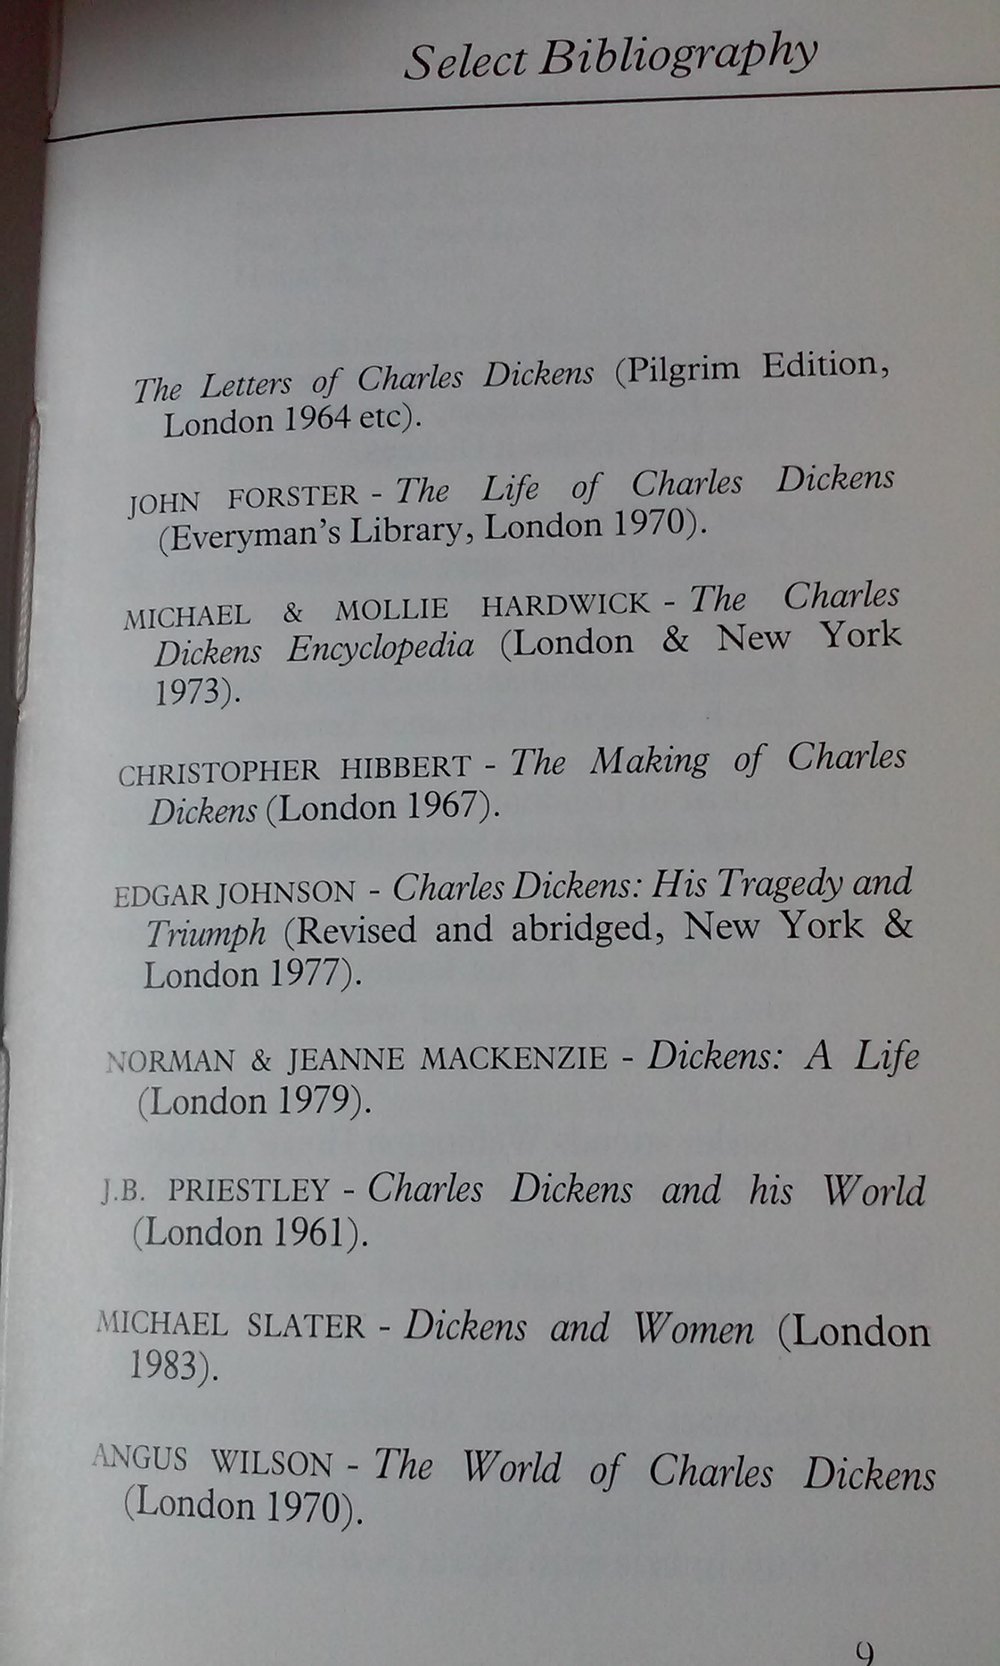 Select Bibliography
The Letters of Charles Dickens (Pilgrim Edition,
London 1964 etc).
JOHN FORSTER - The Life of Charles Dickens
(Everyman's Library, London 1970).
MICHAEL & MOLLIE HARDWICK - The Charles
Dickens Encyclopedia (London & New York
1973).
CHRISTOPHER HIBBERT - The Making of Charles
Dickens (London 1967).
EDGAR JOHNSON - Charles Dickens: His Tragedy and
Triumph (Revised and abridged, New York &
London 1977).
NORMAN & JEANNE MACKENZIE - Dickens: A Life
(London 1979).
J.B. PRIESTLEY - Charles Dickens and his World
(London 1961).
MICHAEL SLATER - Dickens and Women (London
1983).
ANGUS WILSON - The World of Charles Dickens
(London 1970).
9